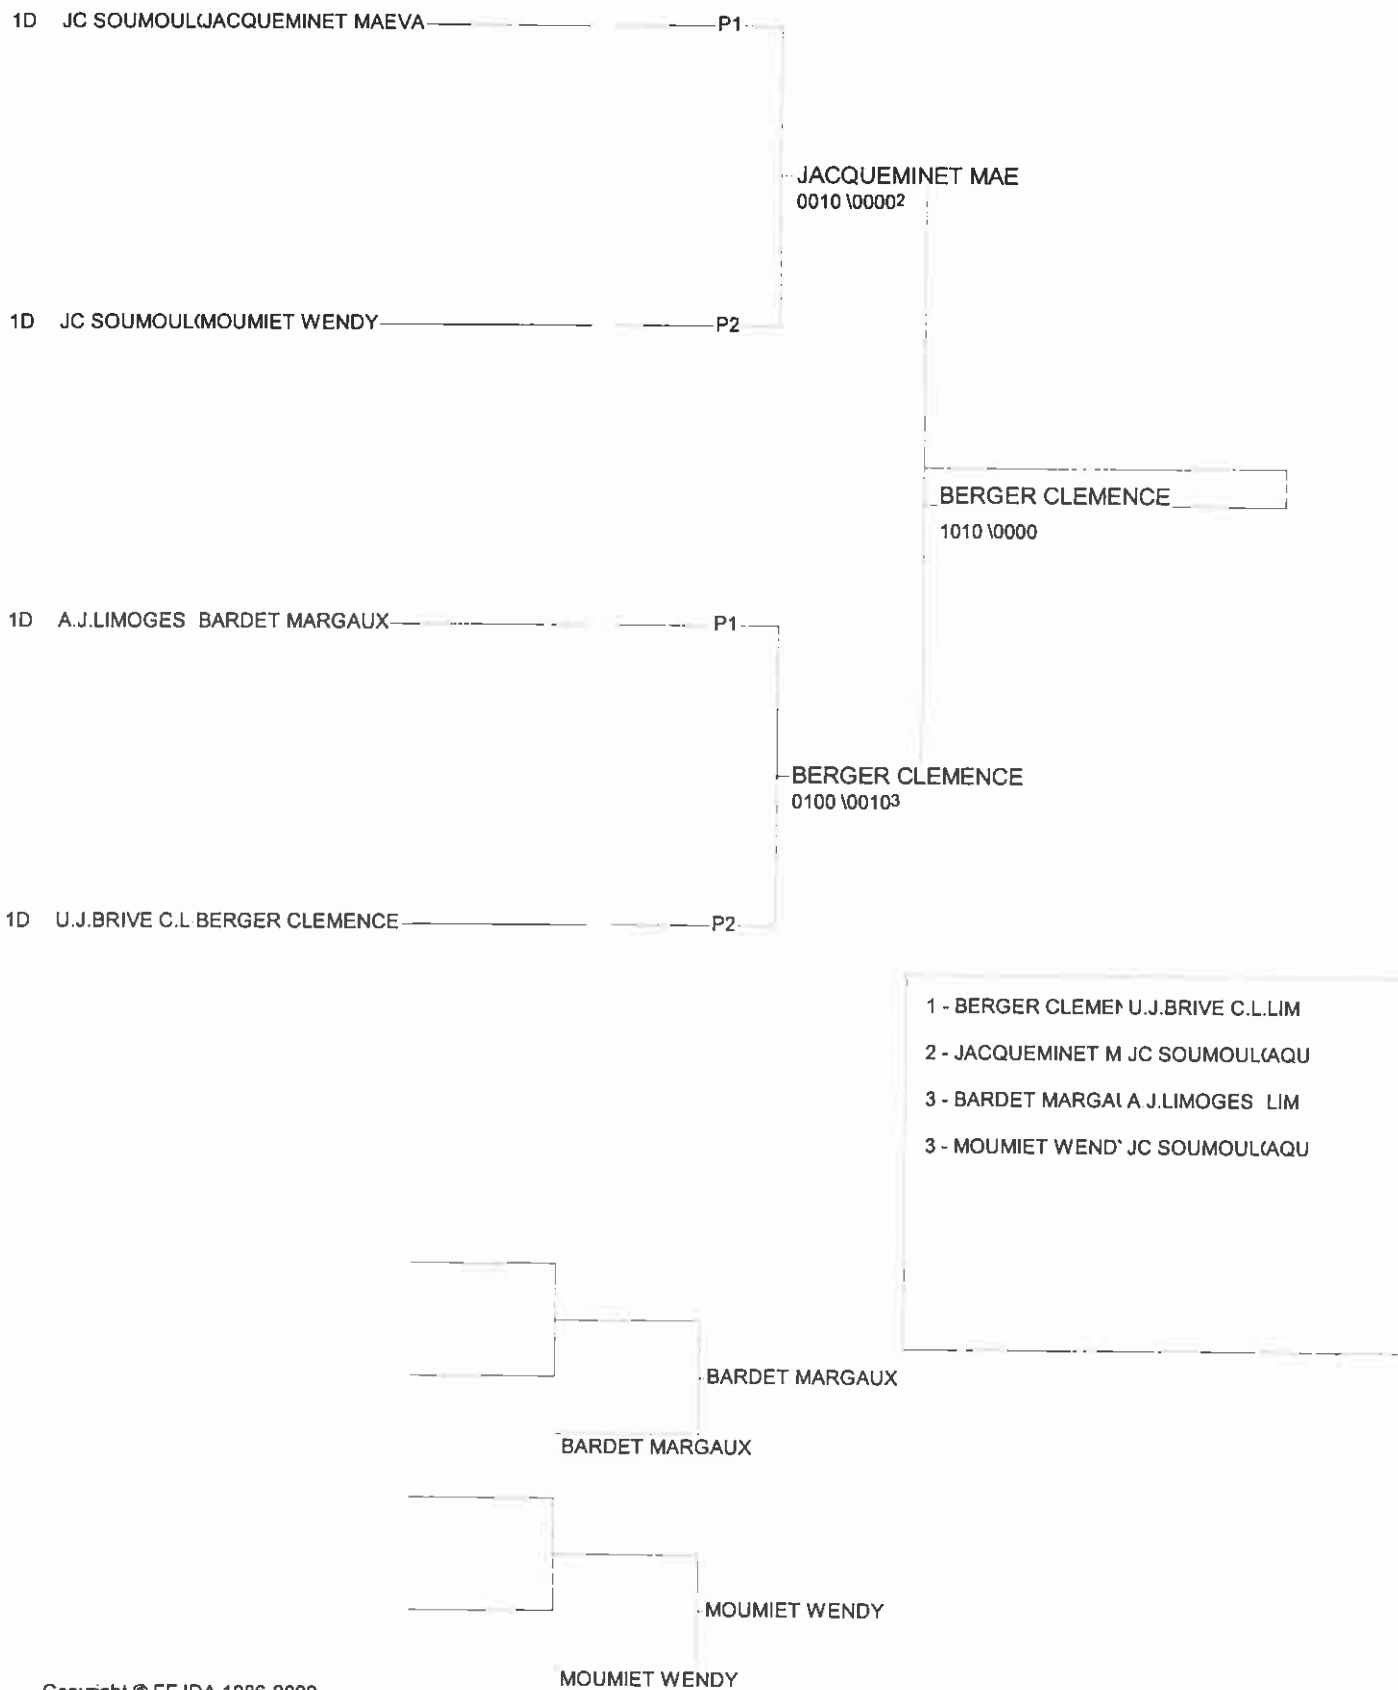 1D JC SOUMOUL(JACQUEMINET MAEVA P1
JACQUEMINET MAE
0010 \0000²
1D JC SOUMOUL(MOUMIET WENDY P2
BERGER CLEMENCE
1010 \0000
1D A.J.LIMOGES BARDET MARGAUX P1
BERGER CLEMENCE
0100 \0010³
1D U.J.BRIVE C.L BERGER CLEMENCE P2
1 - BERGER CLEMEN U.J.BRIVE C.L.LIM
2 - JACQUEMINET M JC SOUMOUL(AQU
3 - BARDET MARGAU A.J.LIMOGES LIM
3 - MOUMIET WENDY JC SOUMOUL(AQU
BARDET MARGAUX
BARDET MARGAUX
MOUMIET WENDY
MOUMIET WENDY